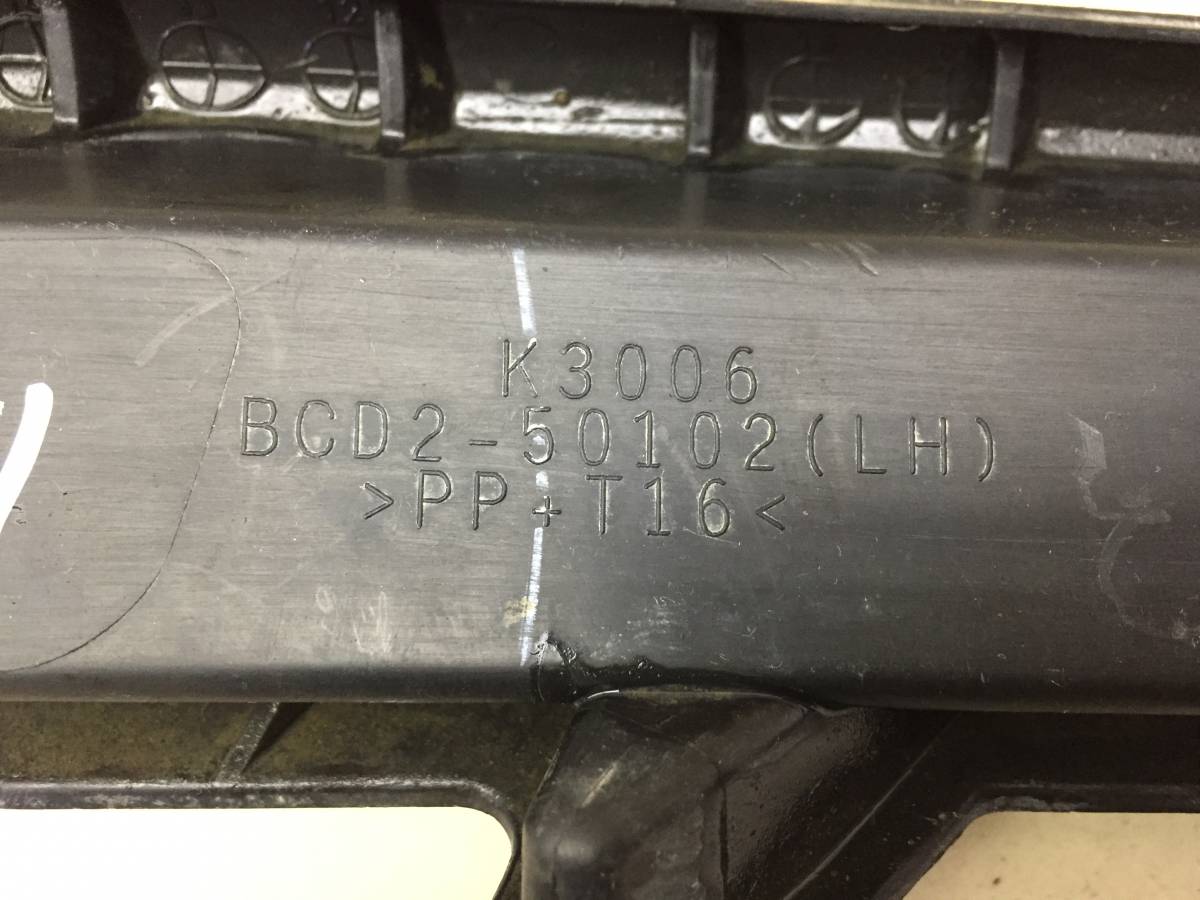 K3006
BCD2-50102(LH)
>PP+T16<